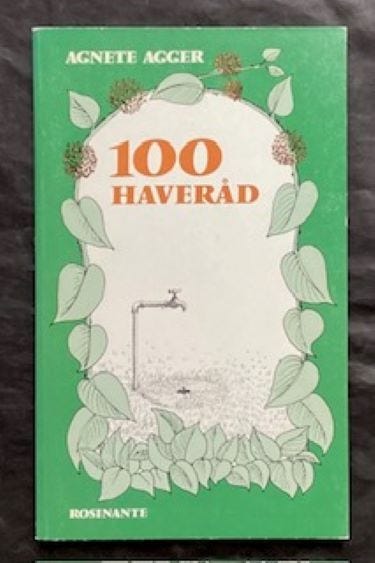 AGNETE AGGER
100
HAVERÅD
ROSINANTE